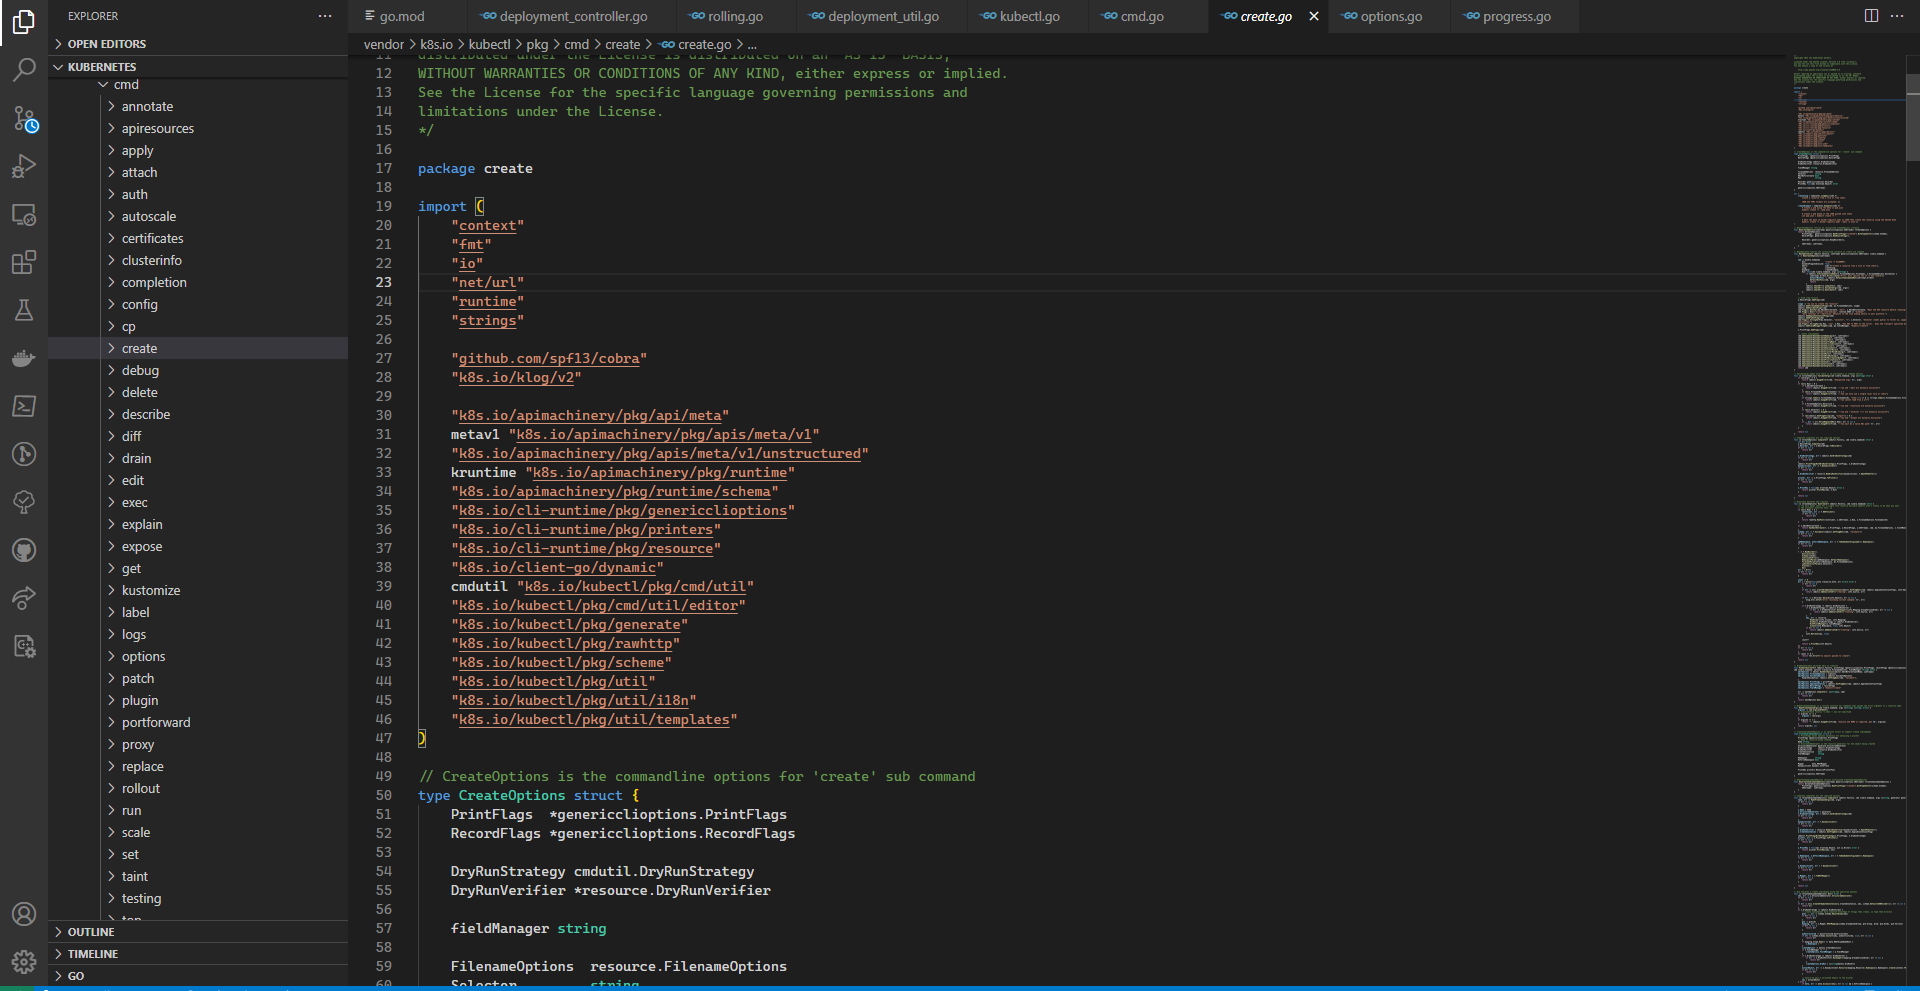 EXPLORER
OPEN EDITORS
KUBERNETES
cmd
annotate
apiresources
apply
attach
auth
autoscale
certificates
clusterinfo
completion
config
cp
create
debug
delete
describe
diff
drain
edit
exec
explain
expose
get
kustomize
label
logs
options
patch
plugin
portforward
proxy
replace
rollout
run
scale
set
taint
testing
top
OUTLINE
TIMELINE
GO
go.mod
deployment_controller.go
rolling.go
deployment_util.go
kubectl.go
cmd.go
create.go
options.go
progress.go
vendor > k8s.io > kubectl > pkg > cmd > create > create.go > ...
11 distributed under the License is distributed on an "AS IS" BASIS,
12 WITHOUT WARRANTIES OR CONDITIONS OF ANY KIND, either express or implied.
13 See the License for the specific language governing permissions and
14 limitations under the License.
15 */
16
17 package create
18
19 import (
20 "context"
21 "fmt"
22 "io"
23 "net/url"
24 "runtime"
25 "strings"
26
27 "github.com/spf13/cobra"
28 "k8s.io/klog/v2"
29
30 "k8s.io/apimachinery/pkg/api/meta"
31 metav1 "k8s.io/apimachinery/pkg/apis/meta/v1"
32 "k8s.io/apimachinery/pkg/apis/meta/v1/unstructured"
33 kruntime "k8s.io/apimachinery/pkg/runtime"
34 "k8s.io/apimachinery/pkg/runtime/schema"
35 "k8s.io/cli-runtime/pkg/genericclioptions"
36 "k8s.io/cli-runtime/pkg/printers"
37 "k8s.io/cli-runtime/pkg/resource"
38 "k8s.io/client-go/dynamic"
39 cmdutil "k8s.io/kubectl/pkg/cmd/util"
40 "k8s.io/kubectl/pkg/cmd/util/editor"
41 "k8s.io/kubectl/pkg/generate"
42 "k8s.io/kubectl/pkg/rawhttp"
43 "k8s.io/kubectl/pkg/scheme"
44 "k8s.io/kubectl/pkg/util"
45 "k8s.io/kubectl/pkg/util/i18n"
46 "k8s.io/kubectl/pkg/util/templates"
47 )
48
49 // CreateOptions is the commandline options for 'create' sub command
50 type CreateOptions struct {
51 PrintFlags *genericclioptions.PrintFlags
52 RecordFlags *genericclioptions.RecordFlags
53
54 DryRunStrategy cmdutil.DryRunStrategy
55 DryRunVerifier *resource.DryRunVerifier
56
57 fieldManager string
58
59 FilenameOptions resource.FilenameOptions
60 Selector string